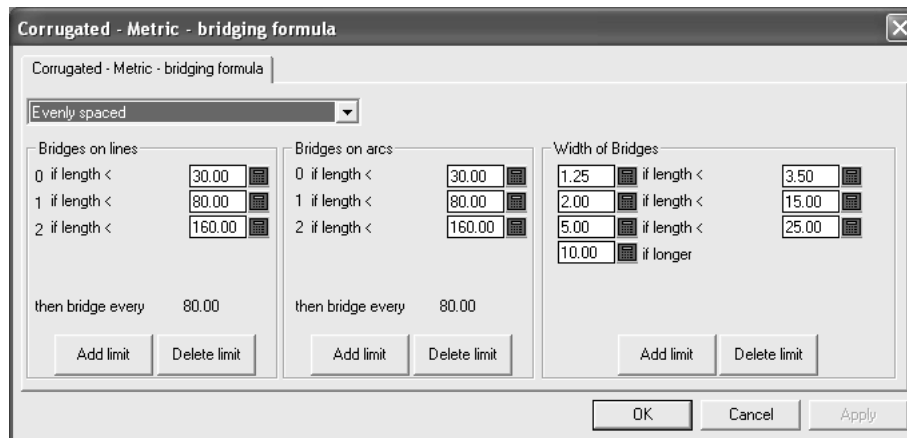 Corrugated - Metric - bridging formula
Corrugated - Metric - bridging formula
Evenly spaced
Bridges on lines
0 if length < 30.00
1 if length < 80.00
2 if length < 160.00
then bridge every 80.00
Add limit Delete limit
Bridges on arcs
0 if length < 30.00
1 if length < 80.00
2 if length < 160.00
then bridge every 80.00
Add limit Delete limit
Width of Bridges
1.25 if length < 3.50
2.00 if length < 15.00
5.00 if length < 25.00
10.00 if longer
Add limit Delete limit
OK Cancel Apply